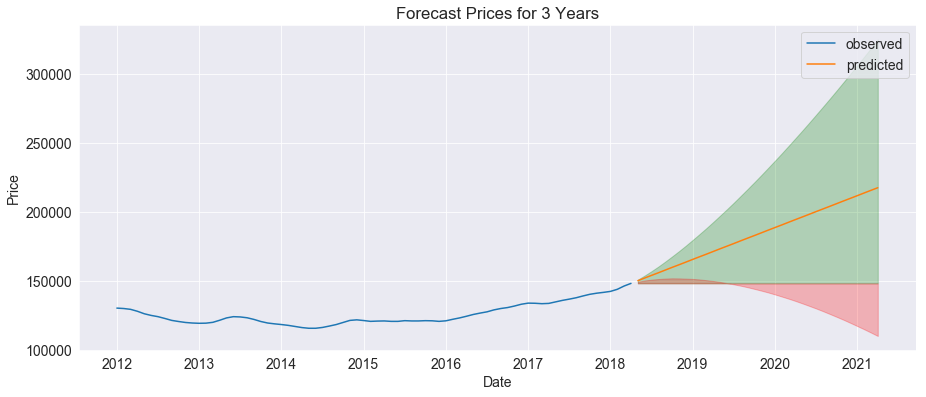 Forecast Prices for 3 Years
observed
predicted
300000
250000
200000
150000
100000
Price
2012 2013 2014 2015 2016 2017 2018 2019 2020 2021
Date